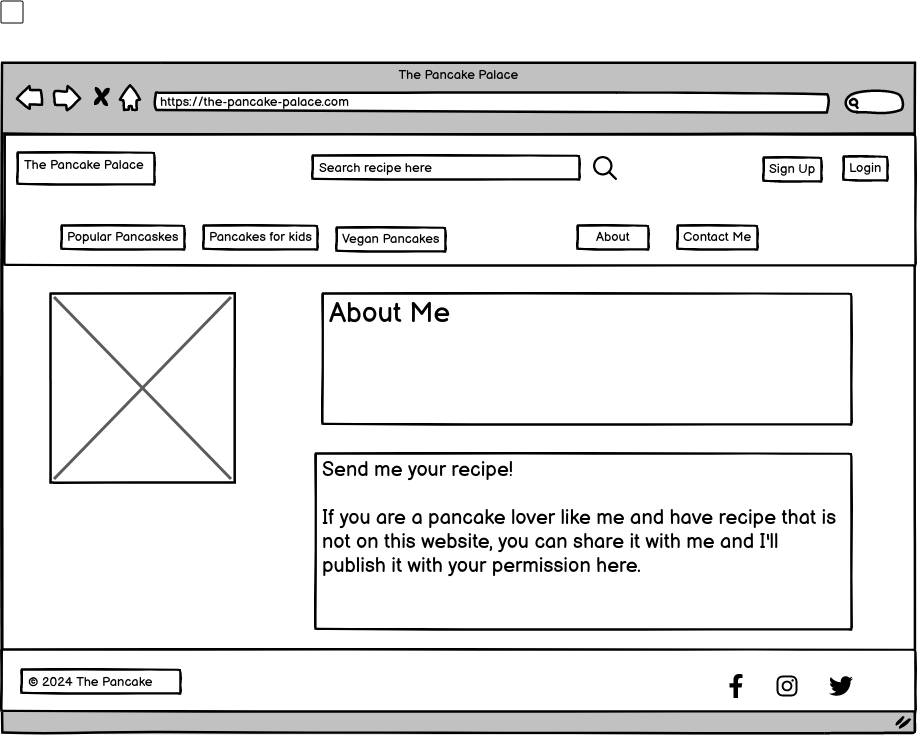 The Pancake Palace
https://the-pancake-palace.com
The Pancake Palace
Search recipe here
Sign Up
Login
Popular Pancaskes
Pancakes for kids
Vegan Pancakes
About
Contact Me
About Me
Send me your recipe!
If you are a pancake lover like me and have recipe that is
not on this website, you can share it with me and I'll
publish it with your permission here.
© 2024 The Pancake